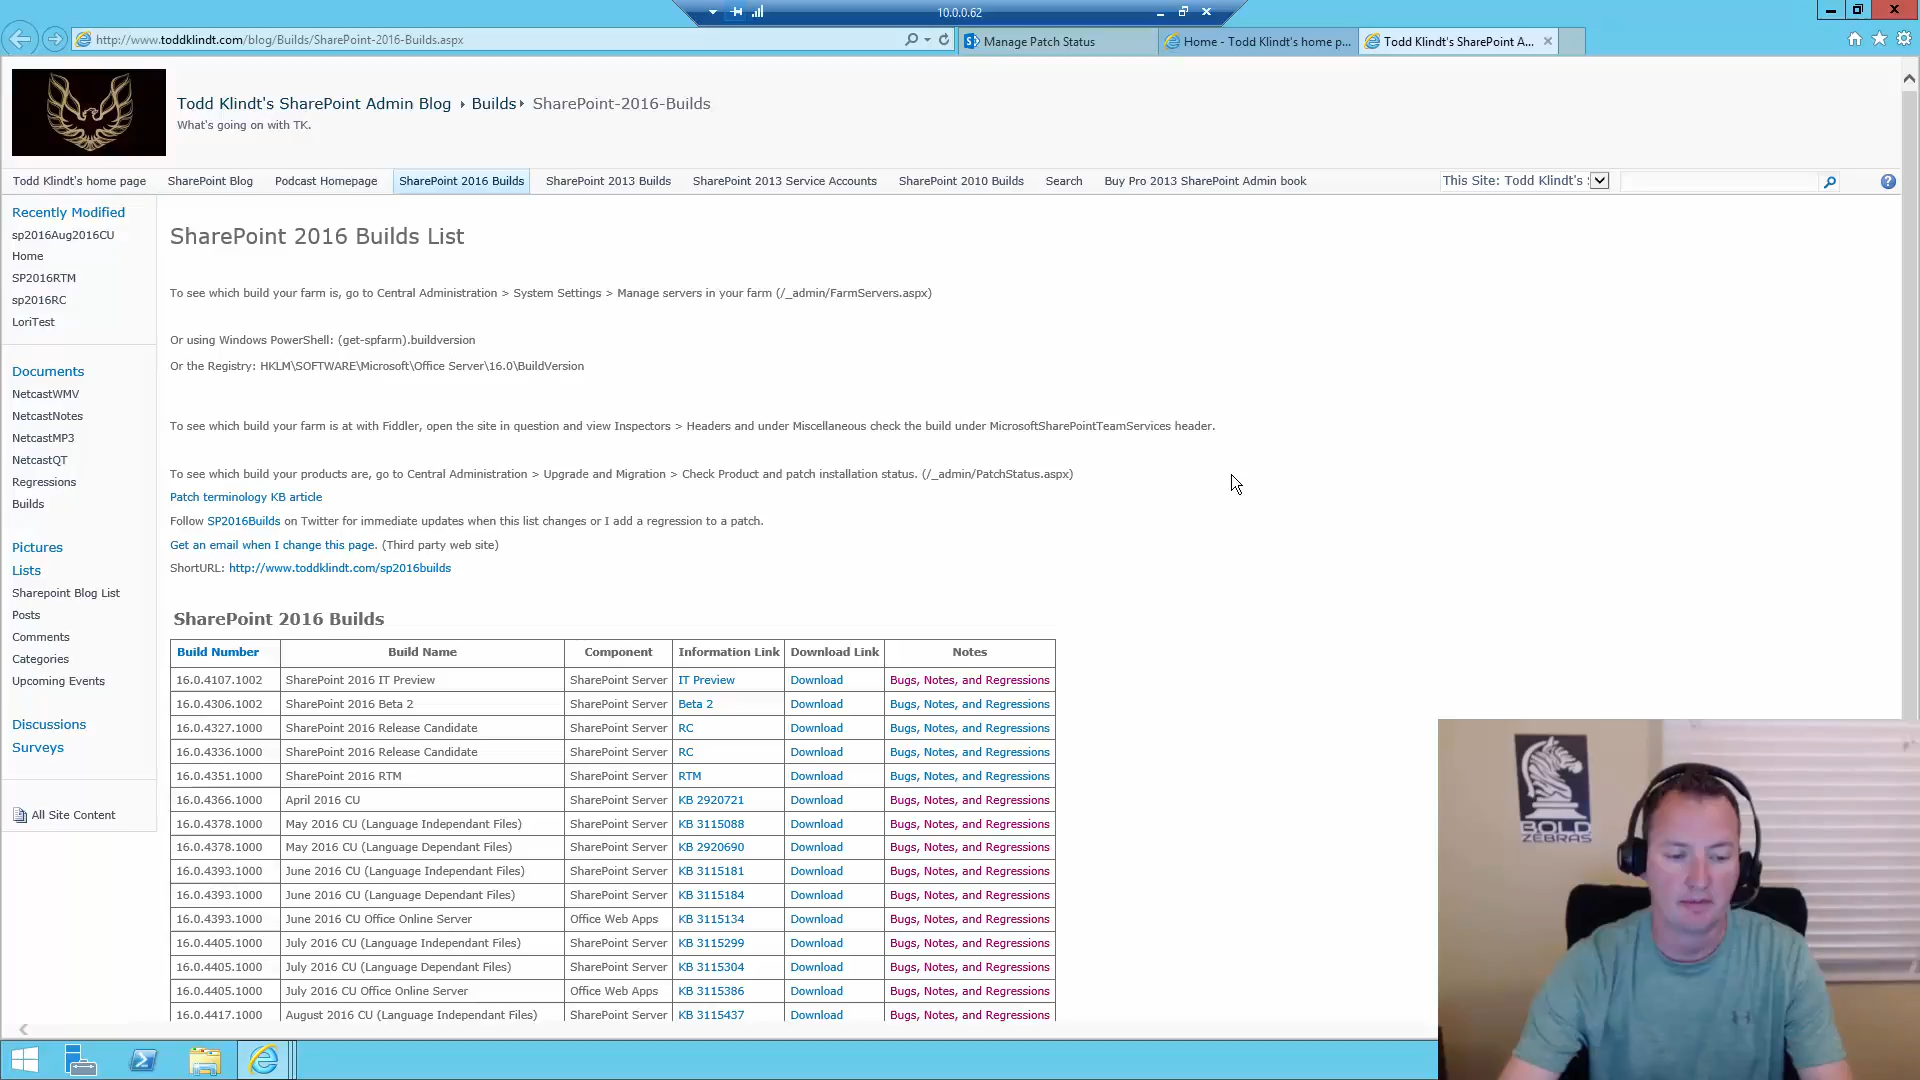 10.0.0.62
http://www.toddklindt.com/blog/Builds/SharePoint-2016-Builds.aspx
Manage Patch Status
Home - Todd Klindt's home p...
Todd Klindt's SharePoint A...
Todd Klindt's SharePoint Admin Blog Builds SharePoint-2016-Builds
What's going on with TK.
Todd Klindt's home page SharePoint Blog Podcast Homepage SharePoint 2016 Builds SharePoint 2013 Builds SharePoint 2013 Service Accounts SharePoint 2010 Builds Search Buy Pro 2013 SharePoint Admin book This Site: Todd Klindt's
Recently Modified
sp2016Aug2016CU
Home
SP2016RTM
sp2016RC
LoriTest
Documents
NetcastWMV
NetcastNotes
NetcastMP3
NetcastQT
Regressions
Builds
Pictures
Lists
Sharepoint Blog List
Posts
Comments
Categories
Upcoming Events
Discussions
Surveys
All Site Content
SharePoint 2016 Builds List
To see which build your farm is, go to Central Administration > System Settings > Manage servers in your farm (/_admin/FarmServers.aspx)
Or using Windows PowerShell: (get-spfarm).buildversion
Or the Registry: HKLM\SOFTWARE\Microsoft\Office Server\16.0\BuildVersion
To see which build your farm is at with Fiddler, open the site in question and view Inspectors > Headers and under Miscellaneous check the build under MicrosoftSharePointTeamServices header.
To see which build your products are, go to Central Administration > Upgrade and Migration > Check Product and patch installation status. (/_admin/PatchStatus.aspx)
Patch terminology KB article
Follow SP2016Builds on Twitter for immediate updates when this list changes or I add a regression to a patch.
Get an email when I change this page. (Third party web site)
ShortURL: http://www.toddklindt.com/sp2016builds
SharePoint 2016 Builds
Build Number Build Name Component Information Link Download Link Notes
16.0.4107.1002 SharePoint 2016 IT Preview SharePoint Server IT Preview Download Bugs, Notes, and Regressions
16.0.4306.1002 SharePoint 2016 Beta 2 SharePoint Server Beta 2 Download Bugs, Notes, and Regressions
16.0.4327.1000 SharePoint 2016 Release Candidate SharePoint Server RC Download Bugs, Notes, and Regressions
16.0.4336.1000 SharePoint 2016 Release Candidate SharePoint Server RC Download Bugs, Notes, and Regressions
16.0.4351.1000 SharePoint 2016 RTM SharePoint Server RTM Download Bugs, Notes, and Regressions
16.0.4366.1000 April 2016 CU SharePoint Server KB 2920721 Download Bugs, Notes, and Regressions
16.0.4378.1000 May 2016 CU (Language Independant Files) SharePoint Server KB 3115088 Download Bugs, Notes, and Regressions
16.0.4378.1000 May 2016 CU (Language Dependant Files) SharePoint Server KB 2920690 Download Bugs, Notes, and Regressions
16.0.4393.1000 June 2016 CU (Language Independant Files) SharePoint Server KB 3115181 Download Bugs, Notes, and Regressions
16.0.4393.1000 June 2016 CU (Language Dependant Files) SharePoint Server KB 3115184 Download Bugs, Notes, and Regressions
16.0.4393.1000 June 2016 CU Office Online Server Office Web Apps KB 3115134 Download Bugs, Notes, and Regressions
16.0.4405.1000 July 2016 CU (Language Independant Files) SharePoint Server KB 3115299 Download Bugs, Notes, and Regressions
16.0.4405.1000 July 2016 CU (Language Dependant Files) SharePoint Server KB 3115304 Download Bugs, Notes, and Regressions
16.0.4405.1000 July 2016 CU Office Online Server Office Web Apps KB 3115386 Download Bugs, Notes, and Regressions
16.0.4417.1000 August 2016 CU (Language Independant Files) SharePoint Server KB 3115437 Download Bugs, Notes, and Regressions
BOLD
ZEBRAS